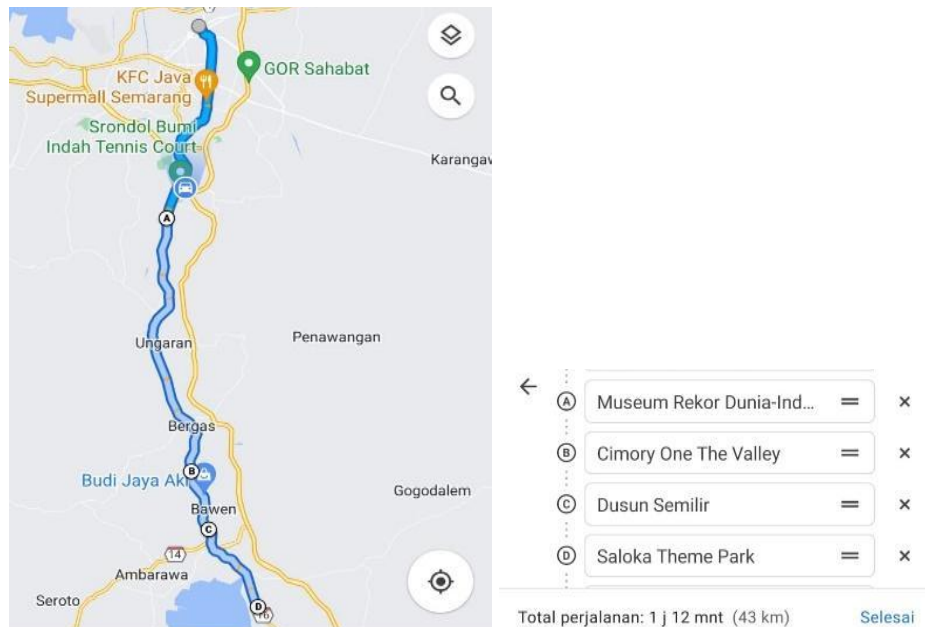 KFC Java
Supermall Semarang
GOR Sahabat
Srondol Bumi
Indah Tennis Court
A
Ungaran
Penawangan
Bergas
Budi Jaya
B
Gogodalem
Bawen
C
14
Ambarawa
Seroto
D
A Museum Rekor Dunia-Ind...
B Cimory One The Valley
C Dusun Semilir
D Saloka Theme Park
Total perjalanan: 1 j 12 mnt (43 km) Selesai